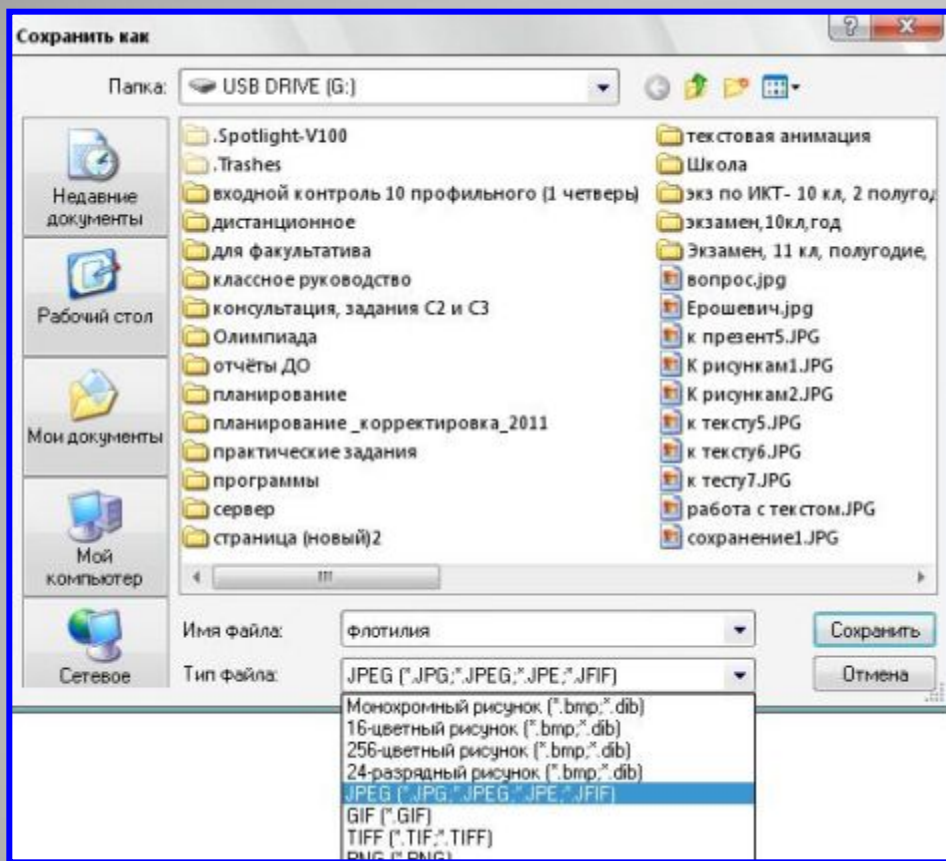 Сохранить как
Папка: USB DRIVE (G:)
Недавние документы
Рабочий стол
Мои документы
Мой компьютер
Сетевое
.Spotlight-V100
.Trashes
входной контроль 10 профильного (1 четверь)
дистанционное
для факультатива
классное руководство
консультация, задания С2 и С3
Олимпиада
отчёты ДО
планирование
планирование _корректировка_2011
практические задания
программы
сервер
страница (новый)2
текстовая анимация
Школа
экз по ИКТ- 10 кл, 2 полугод
экзамен,10кл,год
Экзамен, 11 кл, полугодие,
вопрос.jpg
Ерошевич.jpg
к презент5.JPG
К рисункам1.JPG
К рисункам2.JPG
к тексту5.JPG
к тексту6.JPG
к тесту7.JPG
работа с текстом.JPG
сохранение1.JPG
Имя файла: флотилия Сохранить
Тип файла: JPEG (*.JPG;*.JPEG;*.JPE;*.JFIF) Отмена
Монохромный рисунок (*.bmp;*.dib)
16-цветный рисунок (*.bmp;*.dib)
256-цветный рисунок (*.bmp;*.dib)
24-разрядный рисунок (*.bmp;*.dib)
JPEG (*.JPG;*.JPEG;*.JPE;*.JFIF)
GIF (*.GIF)
TIFF (*.TIF;*.TIFF)
PNG (*.PNG)